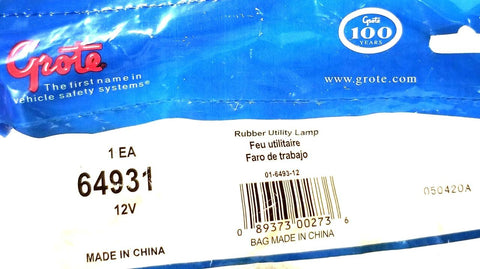 Grote
The first name in
vehicle safety systems®
Grote
100
YEARS
www.grote.com
1 EA
64931
12V
MADE IN CHINA
Rubber Utility Lamp
Feu utilitaire
Faro de trabajo
01-6493-12
0 89373 00273 6
BAG MADE IN CHINA
050420A